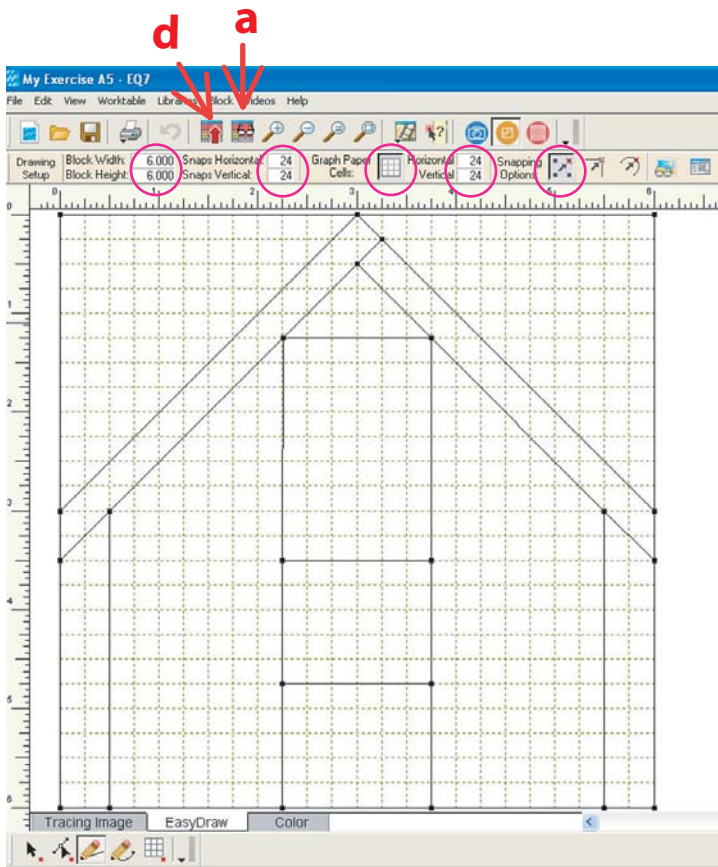 d a
My Exercise A5 - EQ7
File Edit View Worktable Libraries Block Videos Help
Drawing Setup Block Width: 6.000 Snaps Horizontal: 24 Graph Paper Cells: Horizontal 24 Snapping Options
Block Height: 6.000 Snaps Vertical: 24 Vertical 24
0 1 2 3 4 5 6
0
1
2
3
4
5
6
Tracing Image EasyDraw Color